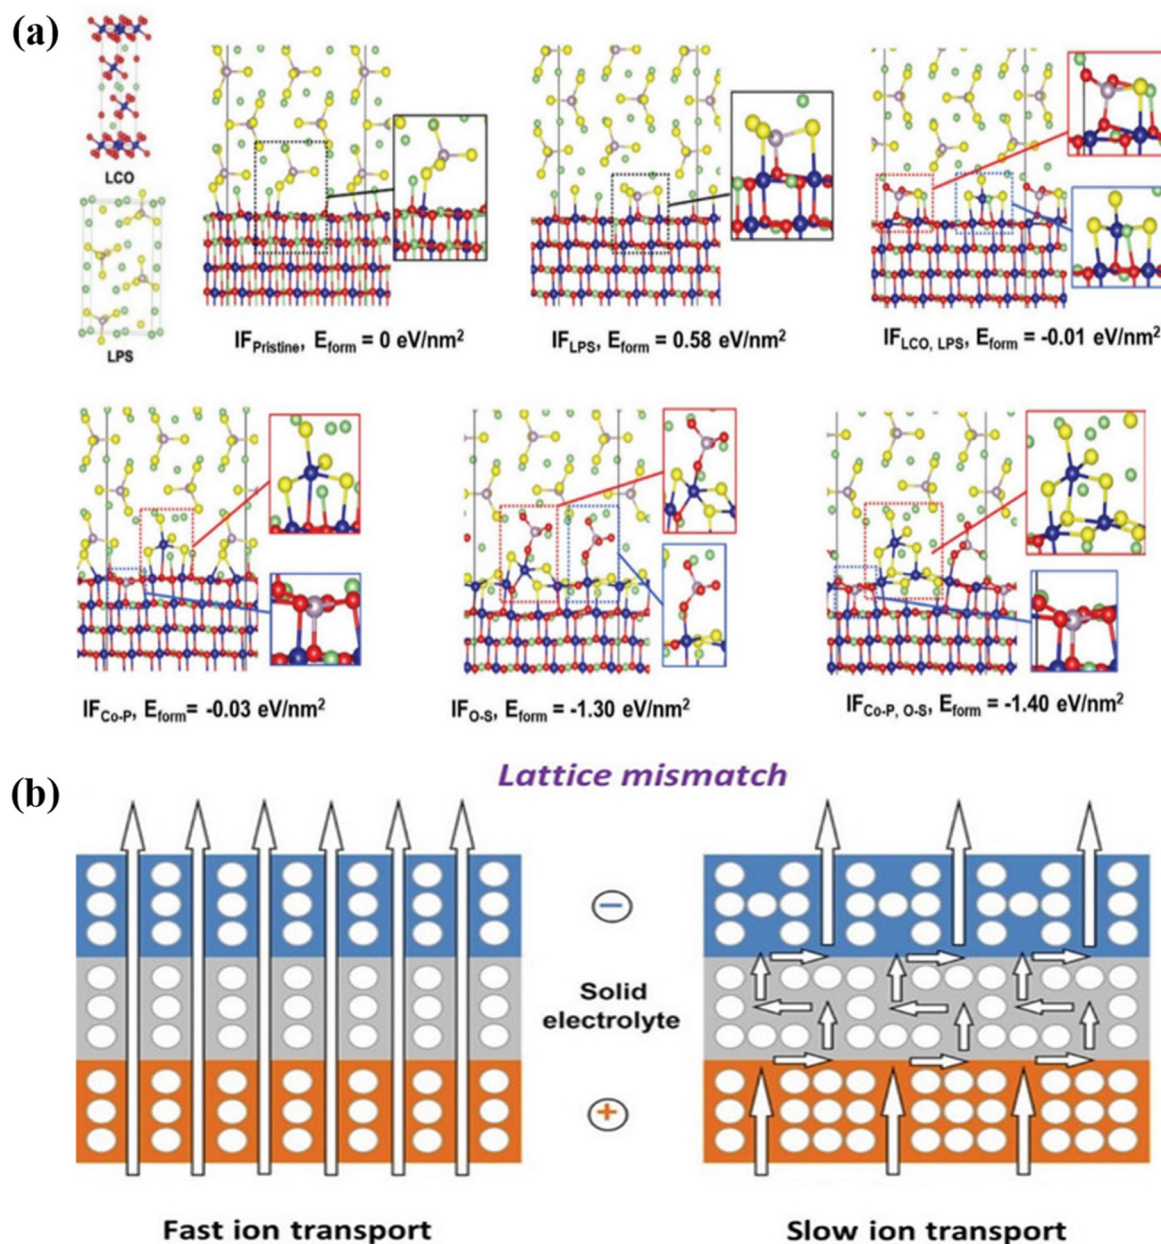 (a)
LCO
LPS
IF_Pristine, E_form = 0 eV/nm²
IF_LPS, E_form = 0.58 eV/nm²
IF_LCO, LPS, E_form = -0.01 eV/nm²
IF_Co-P, E_form= -0.03 eV/nm²
IF_O-S, E_form = -1.30 eV/nm²
IF_Co-P, O-S, E_form = -1.40 eV/nm²
(b)
Lattice mismatch
−
Solid
electrolyte
+
Fast ion transport
Slow ion transport